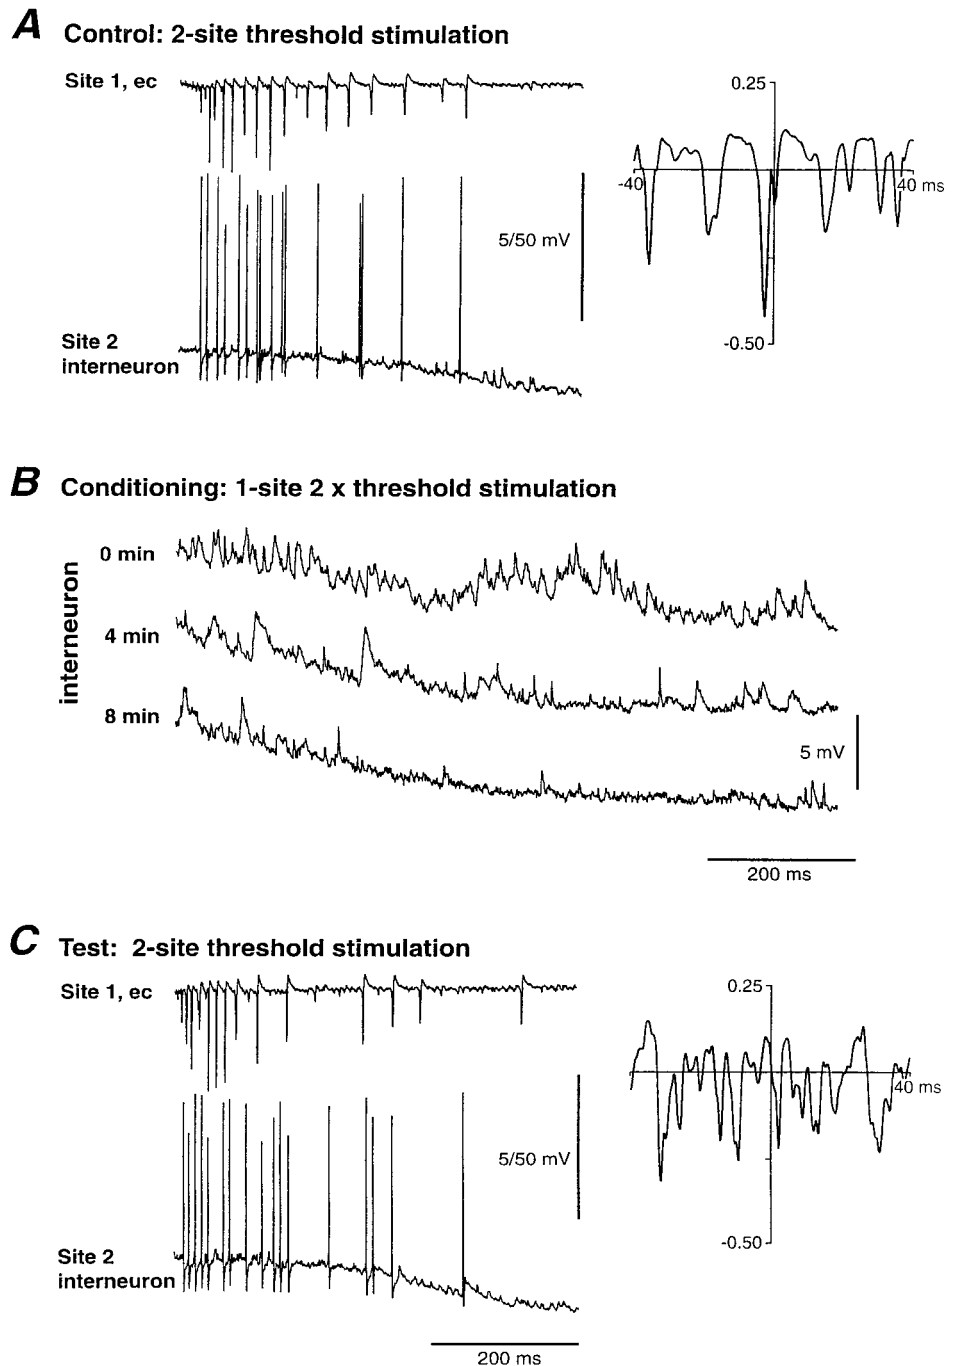 A Control: 2-site threshold stimulation
Site 1, ec
0.25
-40
40 ms
5/50 mV
-0.50
Site 2
interneuron
B Conditioning: 1-site 2 x threshold stimulation
interneuron
0 min
4 min
8 min
5 mV
200 ms
C Test: 2-site threshold stimulation
Site 1, ec
0.25
40 ms
5/50 mV
-0.50
Site 2
interneuron
200 ms